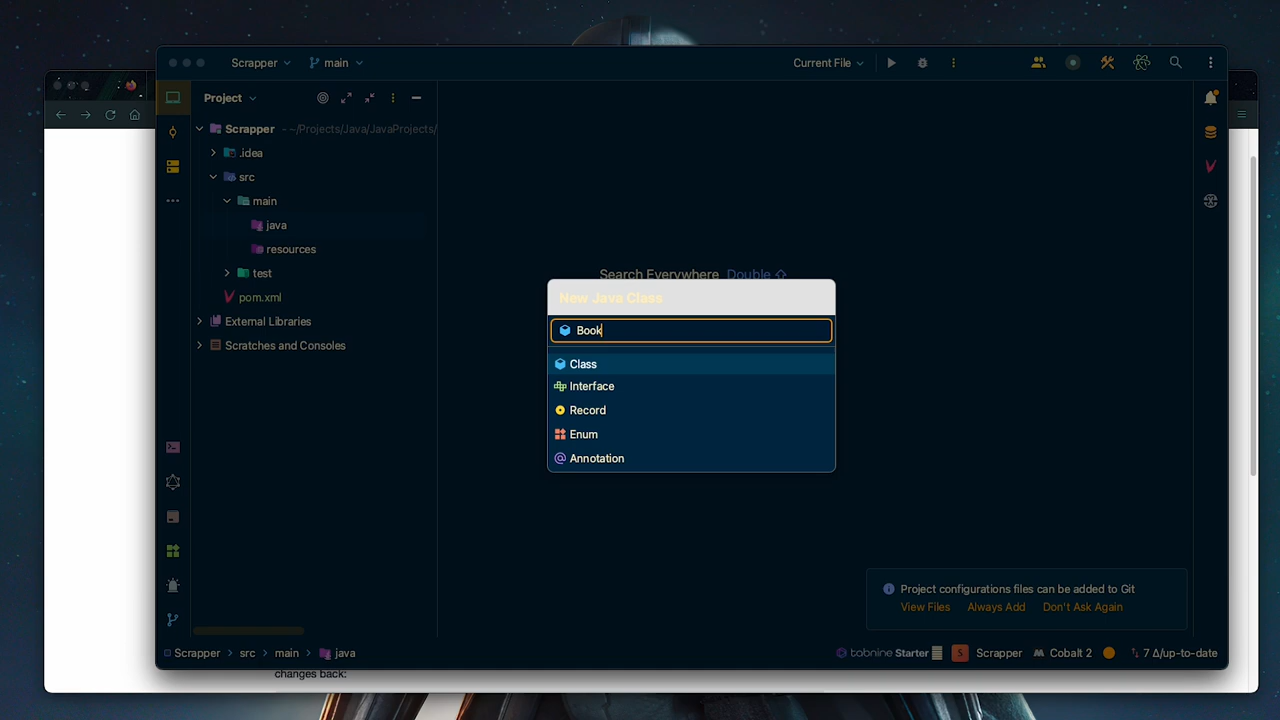 Scrapper
main
Current File
Project
Scrapper - ~/Projects/Java/JavaProjects/
.idea
src
main
java
resources
test
pom.xml
External Libraries
Scratches and Consoles
Search Everywhere Double
New Java Class
Book
Class
Interface
Record
Enum
Annotation
Project configurations files can be added to Git
View Files Always Add Don't Ask Again
Scrapper > src > main > java
tabnine Starter S Scrapper Cobalt 2 7 Δ/up-to-date
changes back: